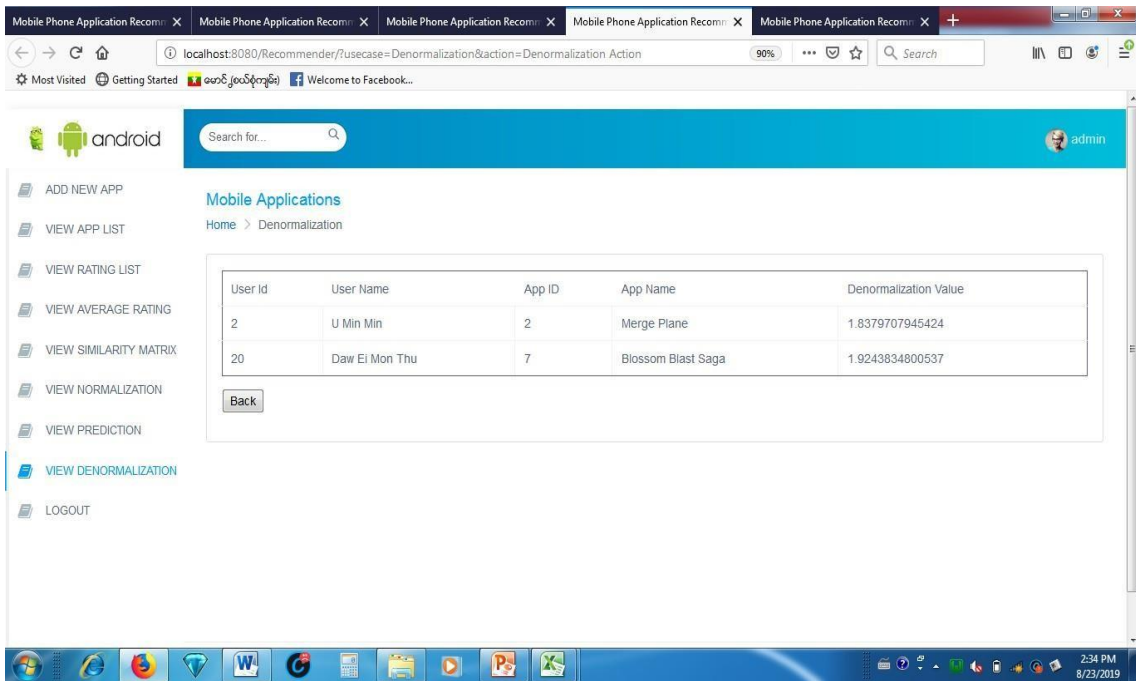 Mobile Phone Application Recomm Mobile Phone Application Recomm Mobile Phone Application Recomm Mobile Phone Application Recomm Mobile Phone Application Recomm
localhost:8080/Recommender/?usecase=Denormalization&action=Denormalization Action 90% Search
Most Visited Getting Started Welcome to Facebook...
android Search for... admin
ADD NEW APP
VIEW APP LIST
VIEW RATING LIST
VIEW AVERAGE RATING
VIEW SIMILARITY MATRIX
VIEW NORMALIZATION
VIEW PREDICTION
VIEW DENORMALIZATION
LOGOUT
Mobile Applications
Home > Denormalization
User Id User Name App ID App Name Denormalization Value
2 U Min Min 2 Merge Plane 1.8379707945424
20 Daw Ei Mon Thu 7 Blossom Blast Saga 1.9243834800537
Back
2:34 PM
8/23/2019